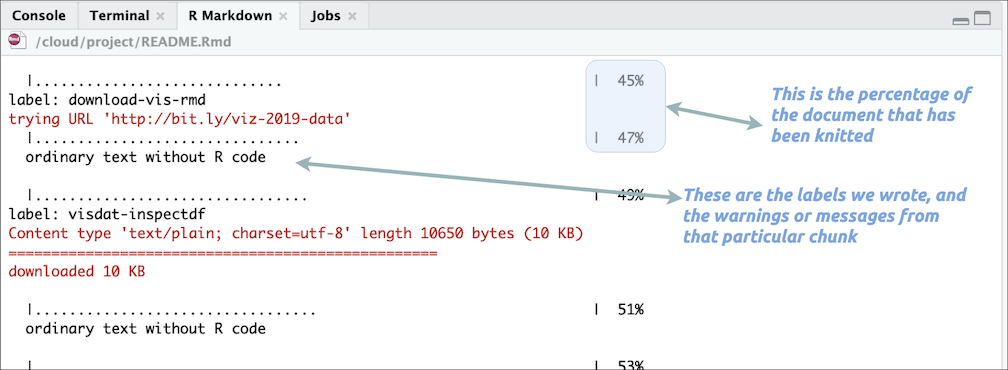 Console Terminal R Markdown Jobs
Rmd /cloud/project/README.Rmd
|............................. | 45%
label: download-vis-rmd
trying URL 'http://bit.ly/viz-2019-data'
|............................... | 47%
ordinary text without R code
This is the percentage of
the document that has
been knitted
|................................ | 49%
label: visdat-inspectdf
Content type 'text/plain; charset=utf-8' length 10650 bytes (10 KB)
==================================================
downloaded 10 KB
These are the labels we wrote, and
the warnings or messages from
that particular chunk
|................................. | 51%
ordinary text without R code
| 53%